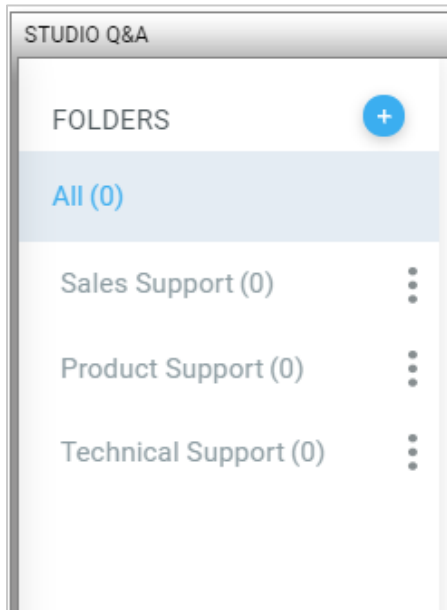 STUDIO Q&A
FOLDERS
All (0)
Sales Support (0)
Product Support (0)
Technical Support (0)